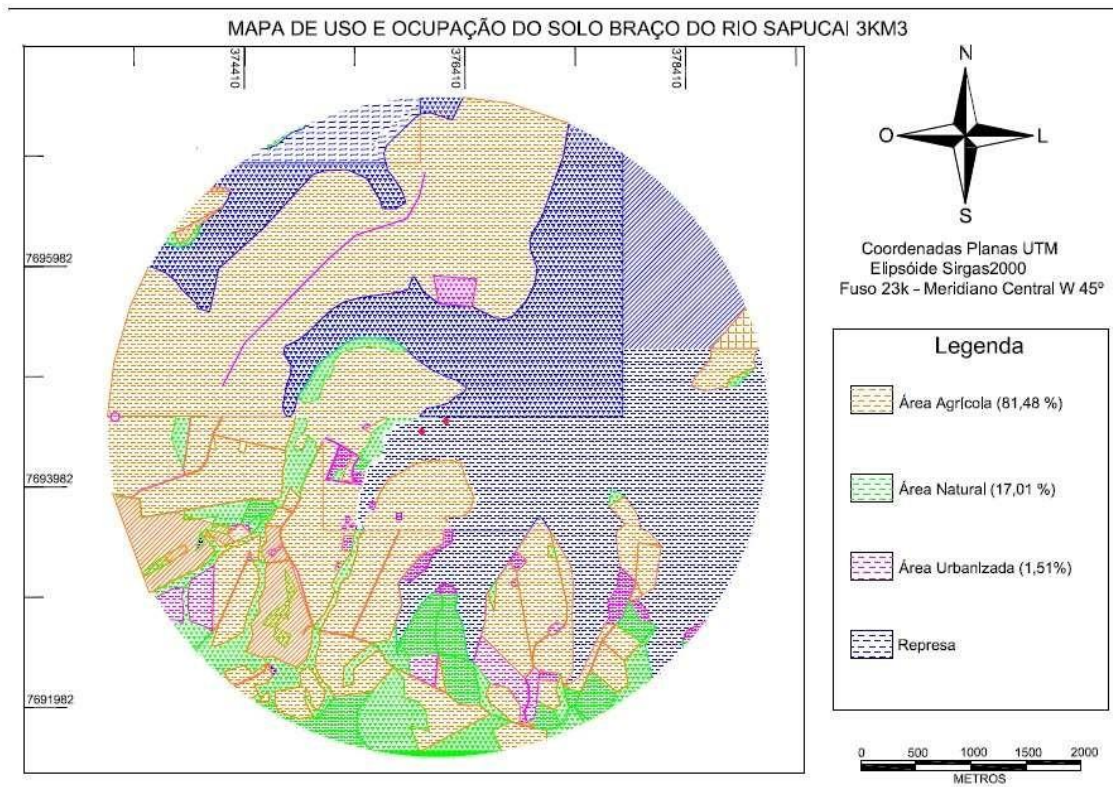 MAPA DE USO E OCUPAÇÃO DO SOLO BRAÇO DO RIO SAPUCAI 3KM3
374410
376410
378410
N
O
L
S
7695982
Coordenadas Planas UTM
Elipsóide Sirgas2000
Fuso 23k - Meridiano Central W 45º
Legenda
Área Agrícola (81,48 %)
7693982
Área Natural (17,01 %)
Área Urbanizada (1,51%)
Represa
7691982
0 500 1000 1500 2000
METROS